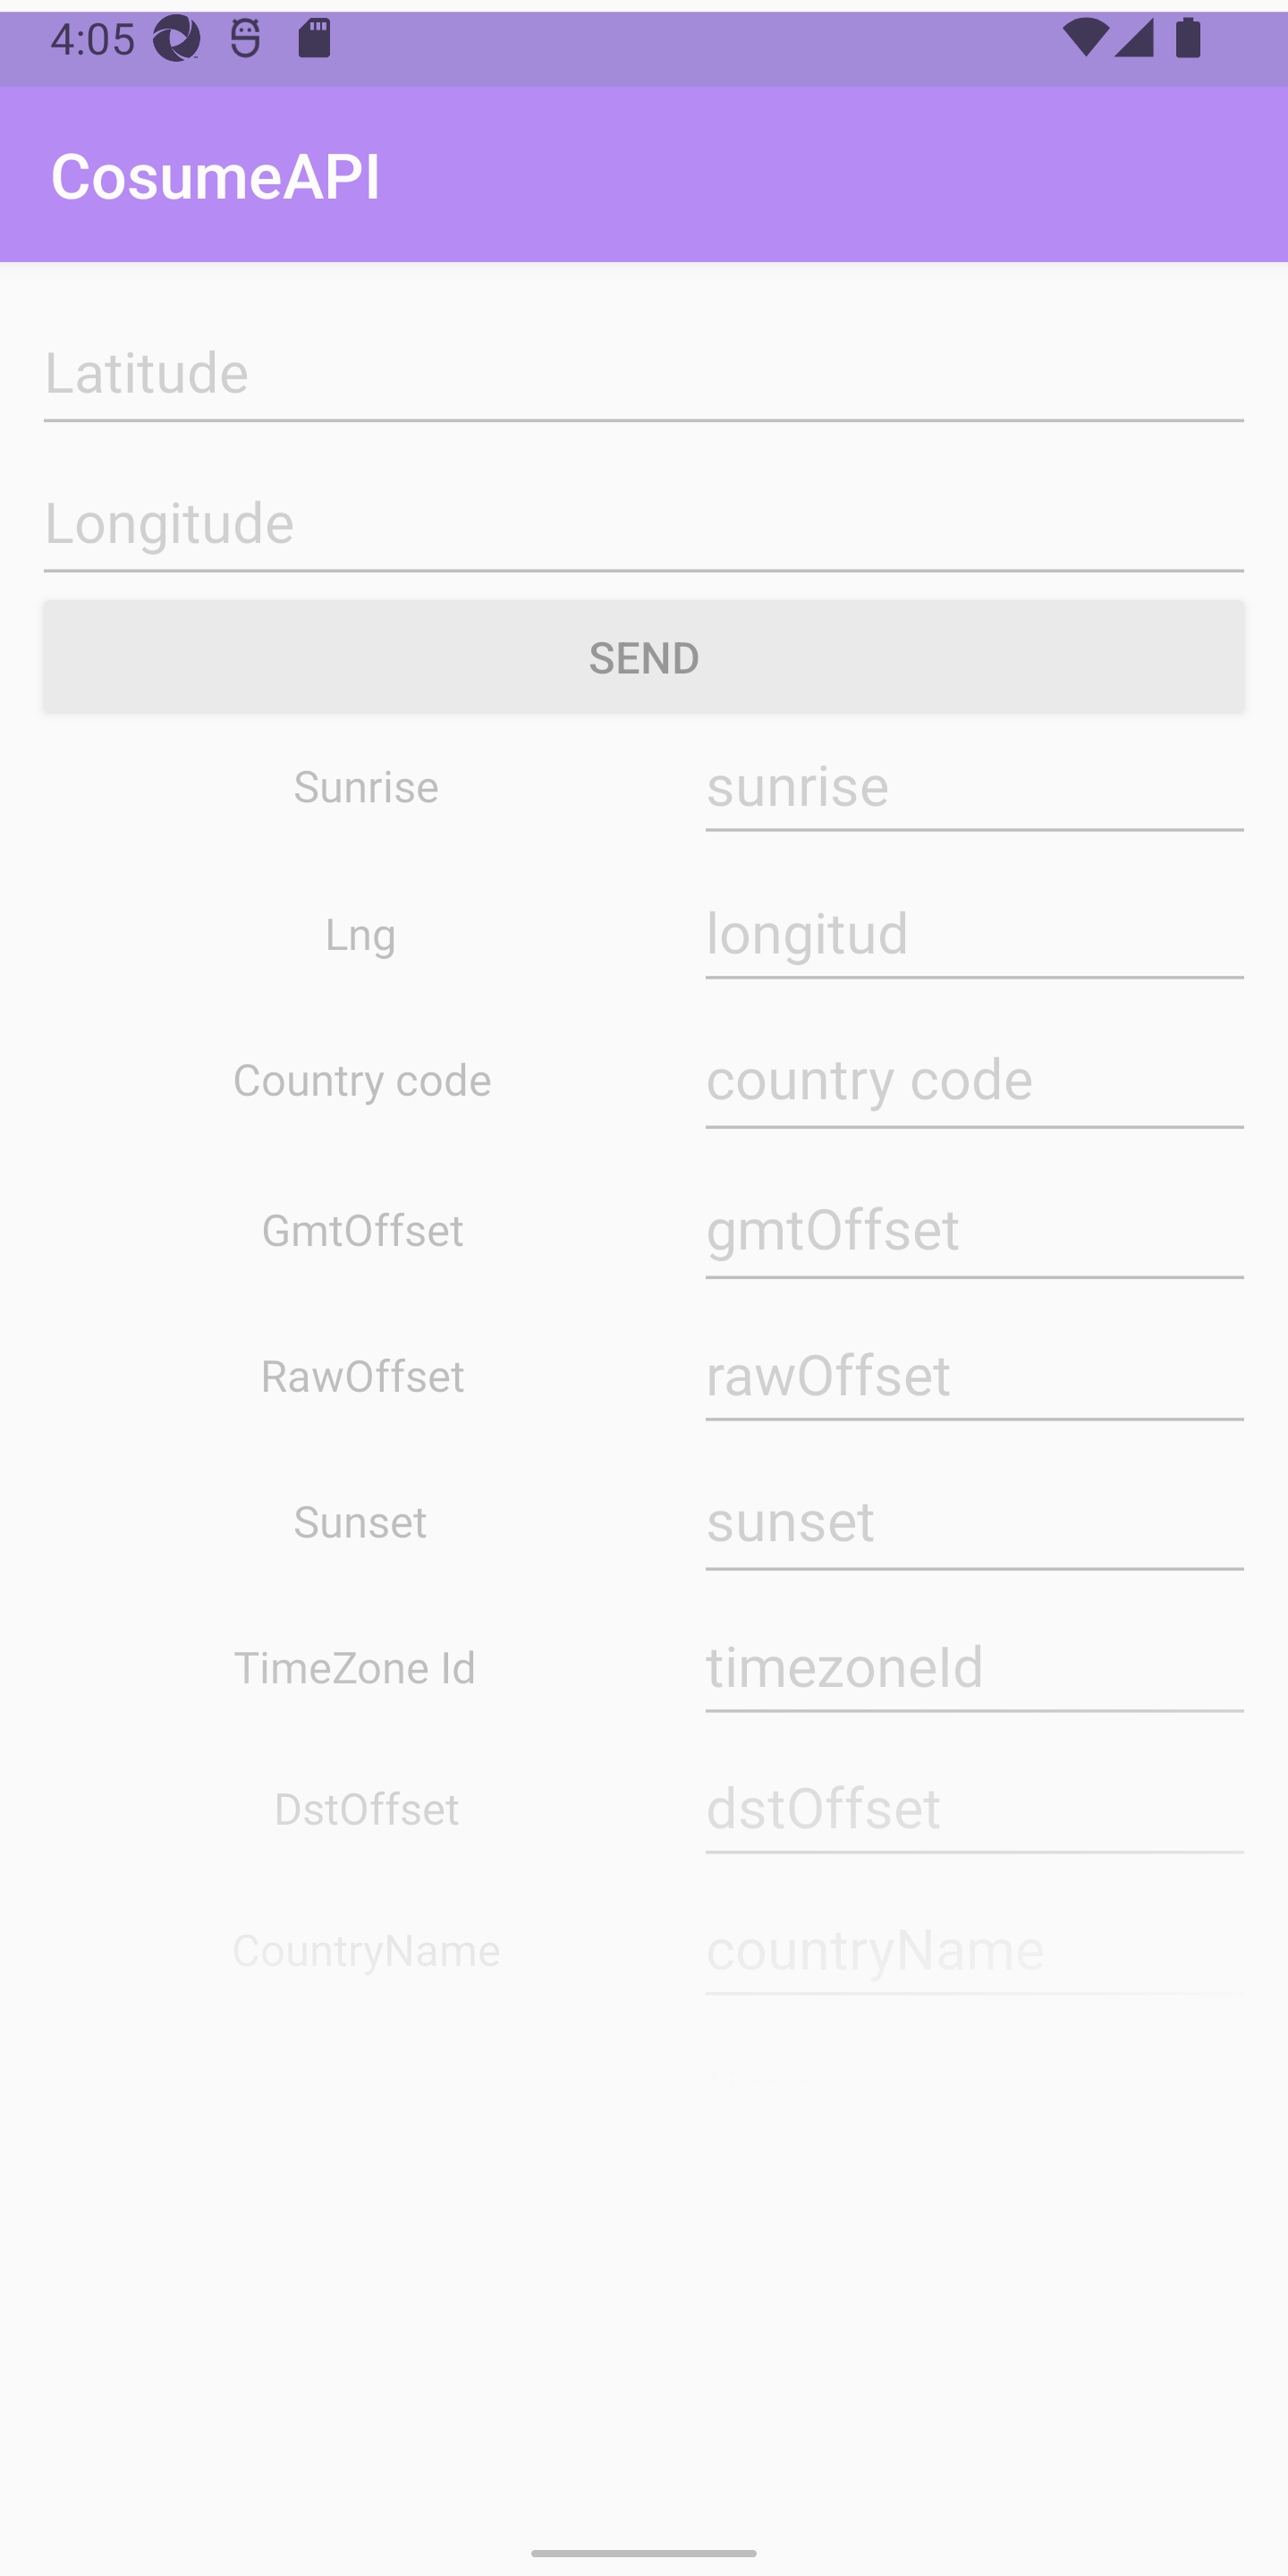 4:05
CosumeAPI
Latitude
Longitude
SEND
Sunrise sunrise
Lng longitud
Country code country code
GmtOffset gmtOffset
RawOffset rawOffset
Sunset sunset
TimeZone Id timezoneId
DstOffset dstOffset
CountryName countryName